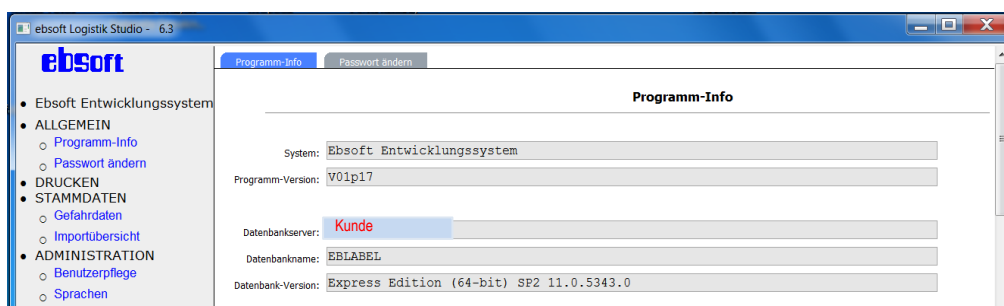 ebsoft Logistik Studio - 6.3
ebsoft
Ebsoft Entwicklungssystem
ALLGEMEIN
Programm-Info
Passwort ändern
DRUCKEN
STAMMDATEN
Gefahrdaten
Importübersicht
ADMINISTRATION
Benutzerpflege
Sprachen
Programm-Info Passwort ändern
Programm-Info
System: Ebsoft Entwicklungssystem
Programm-Version: V01p17
Datenbankserver: Kunde
Datenbankname: EBLABEL
Datenbank-Version: Express Edition (64-bit) SP2 11.0.5343.0